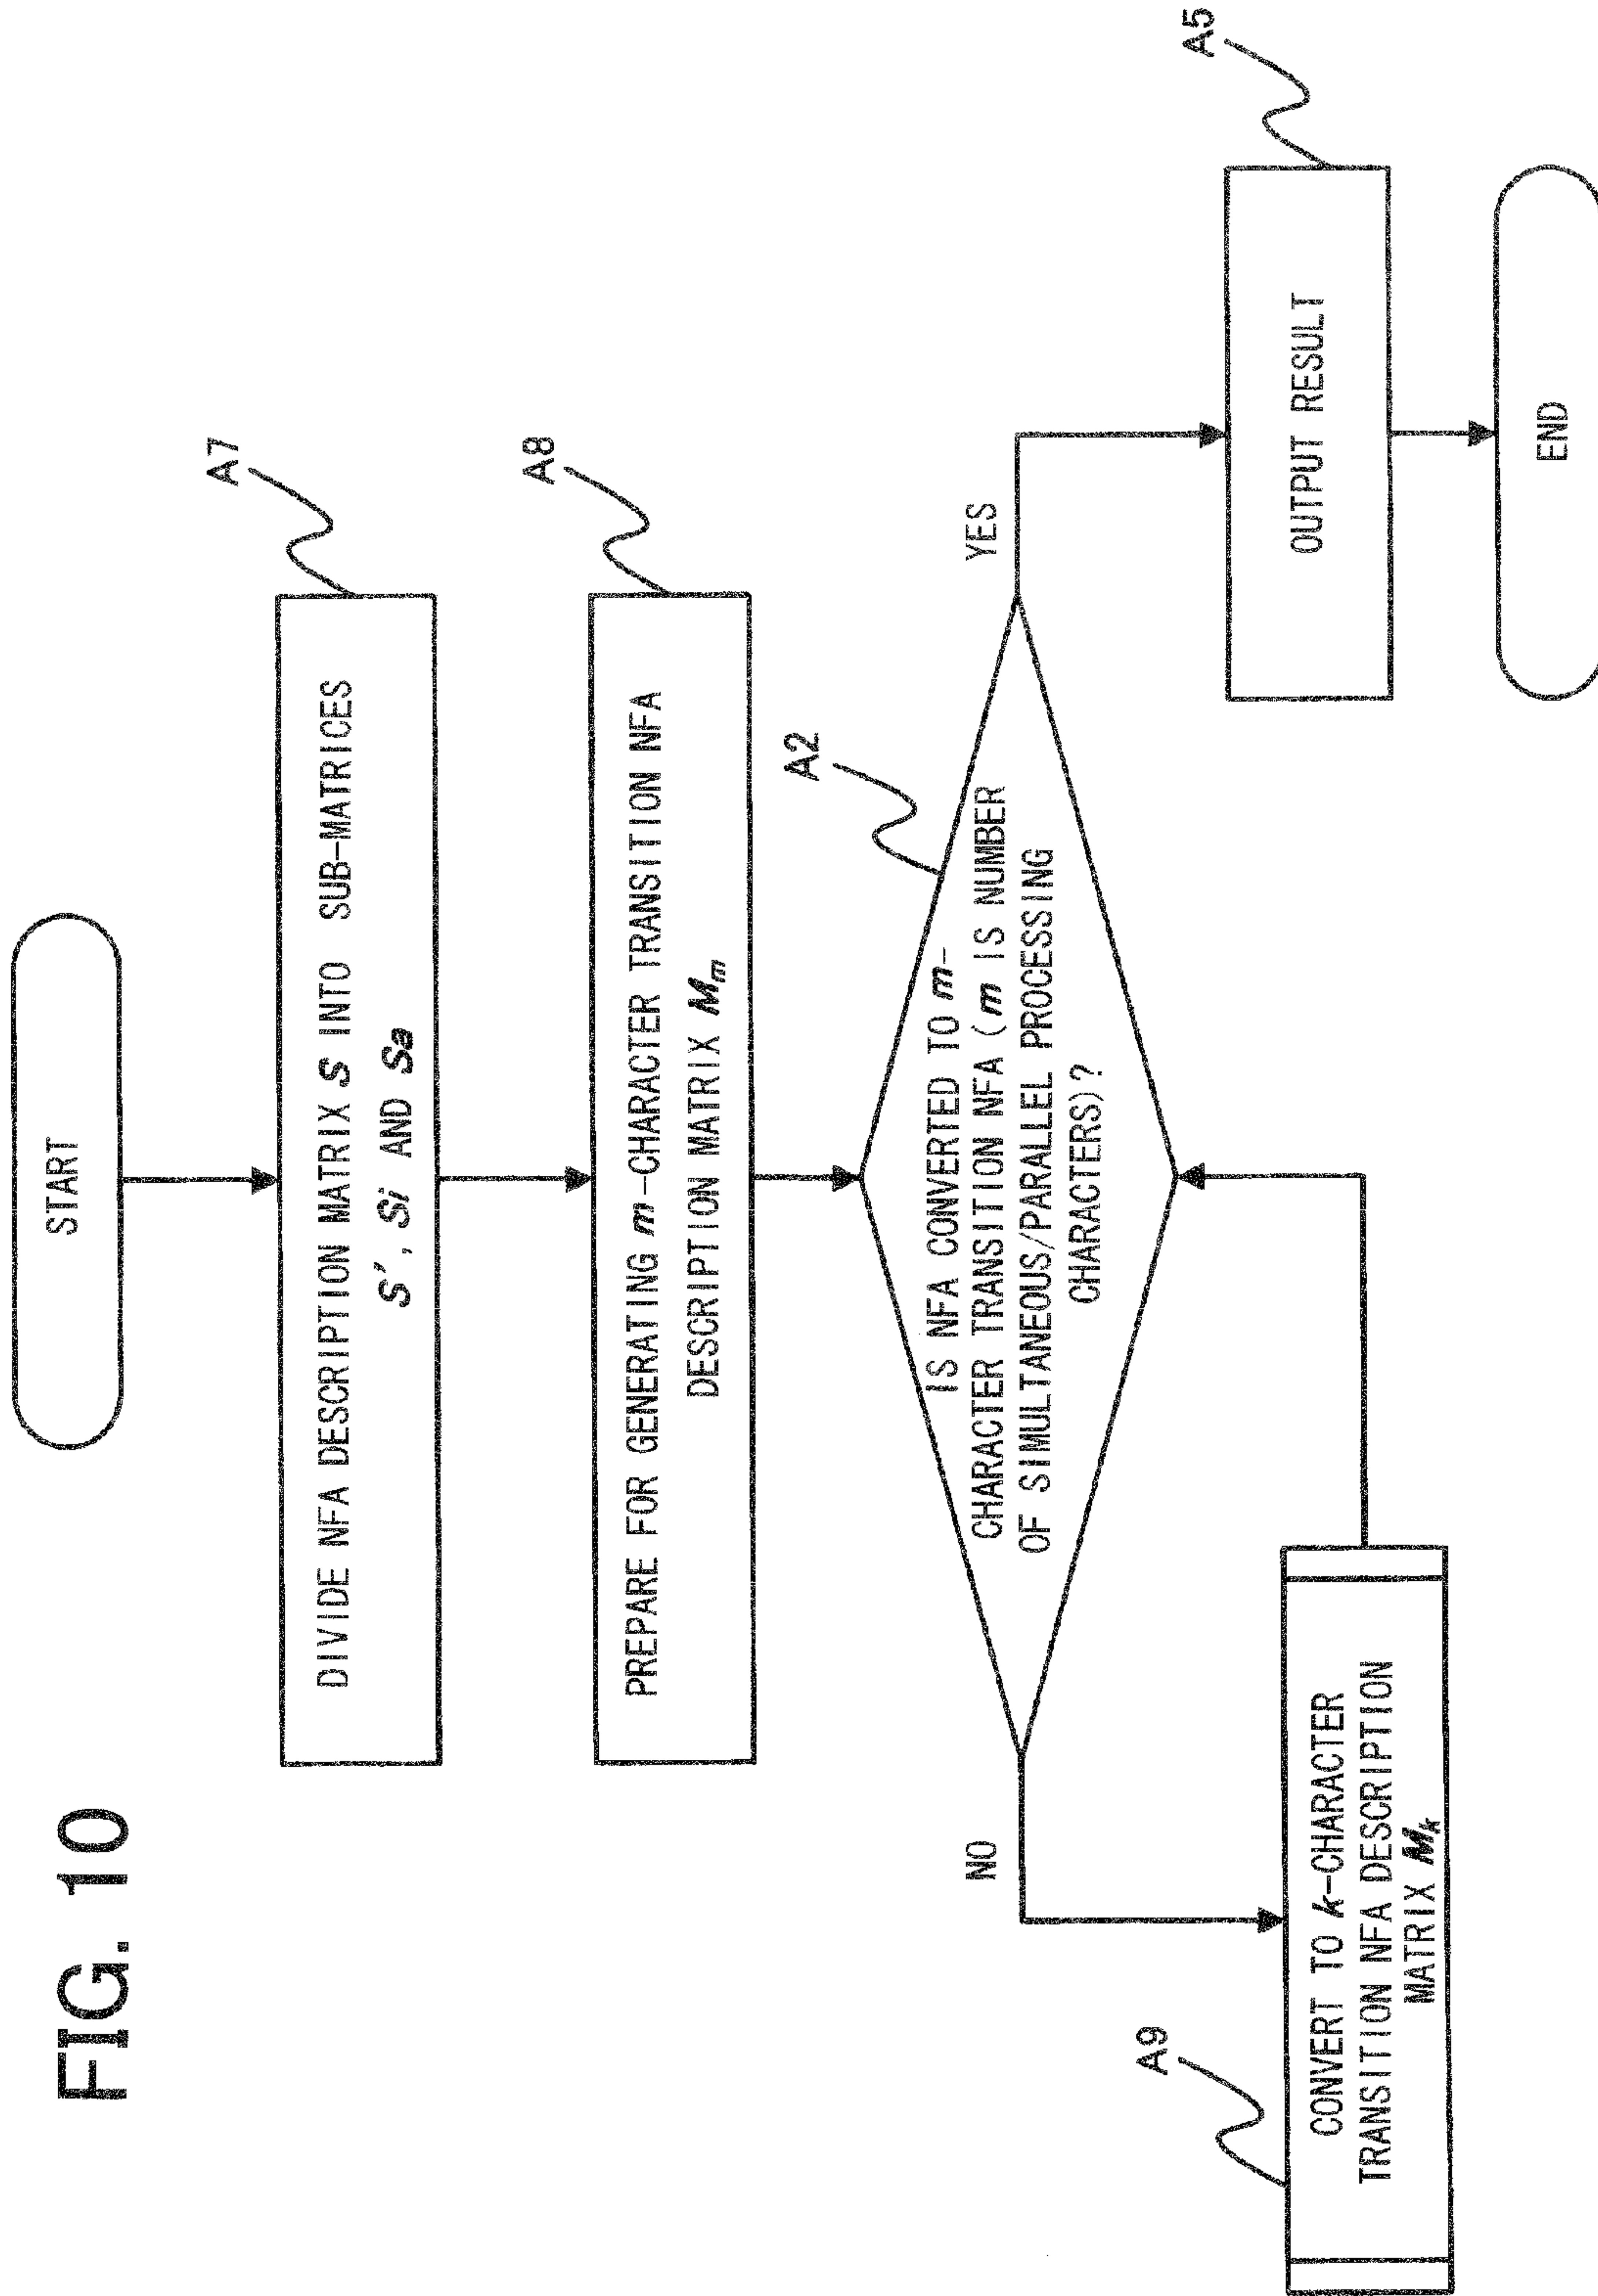 FIG. 10
START
A7
DIVIDE NFA DESCRIPTION MATRIX S INTO SUB-MATRICES
S', Si AND Sa
A8
PREPARE FOR GENERATING m-CHARACTER TRANSITION NFA
DESCRIPTION MATRIX Mm
A2
IS NFA CONVERTED TO m-
CHARACTER TRANSITION NFA (m IS NUMBER
OF SIMULTANEOUS/PARALLEL PROCESSING
CHARACTERS)?
NO
YES
A9
CONVERT TO k-CHARACTER
TRANSITION NFA DESCRIPTION
MATRIX Mk
A5
OUTPUT RESULT
END